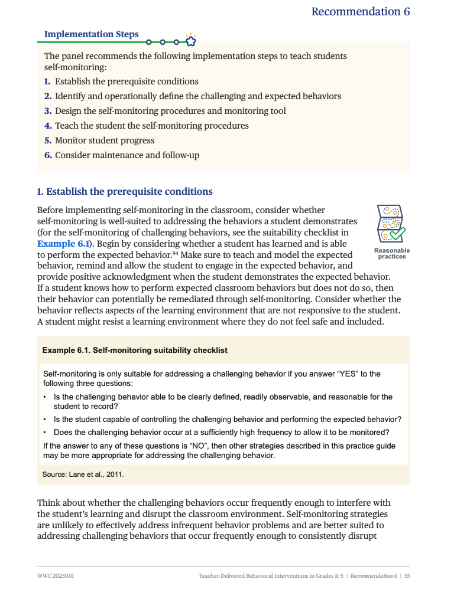 Recommendation 6
Implementation Steps
The panel recommends the following implementation steps to teach students
self-monitoring:
1. Establish the prerequisite conditions
2. Identify and operationally define the challenging and expected behaviors
3. Design the self-monitoring procedures and monitoring tool
4. Teach the student the self-monitoring procedures
5. Monitor student progress
6. Consider maintenance and follow-up
1. Establish the prerequisite conditions
Before implementing self-monitoring in the classroom, consider whether
self-monitoring is well-suited to addressing the behaviors a student demonstrates
(for the self-monitoring of challenging behaviors, see the suitability checklist in
Example 6.1). Begin by considering whether a student has learned and is able
to perform the expected behavior.⁹⁴ Make sure to teach and model the expected
behavior, remind and allow the student to engage in the expected behavior, and
provide positive acknowledgment when the student demonstrates the expected behavior.
If a student knows how to perform expected classroom behaviors but does not do so, then
their behavior can potentially be remediated through self-monitoring. Consider whether the
behavior reflects aspects of the learning environment that are not responsive to the student.
A student might resist a learning environment where they do not feel safe and included.
Reasonable
practices
Example 6.1. Self-monitoring suitability checklist
Self-monitoring is only suitable for addressing a challenging behavior if you answer “YES” to the
following three questions:
• Is the challenging behavior able to be clearly defined, readily observable, and reasonable for the
student to record?
• Is the student capable of controlling the challenging behavior and performing the expected behavior?
• Does the challenging behavior occur at a sufficiently high frequency to allow it to be monitored?
If the answer to any of these questions is “NO”, then other strategies described in this practice guide
may be more appropriate for addressing the challenging behavior.
Source: Lane et al., 2011.
Think about whether the challenging behaviors occur frequently enough to interfere with
the student’s learning and disrupt the classroom environment. Self-monitoring strategies
are unlikely to effectively address infrequent behavior problems and are better suited to
addressing challenging behaviors that occur frequently enough to consistently disrupt
WWC 2025001
Teacher-Delivered Behavioral Interventions in Grades K-5 | Recommendation 6 | 55